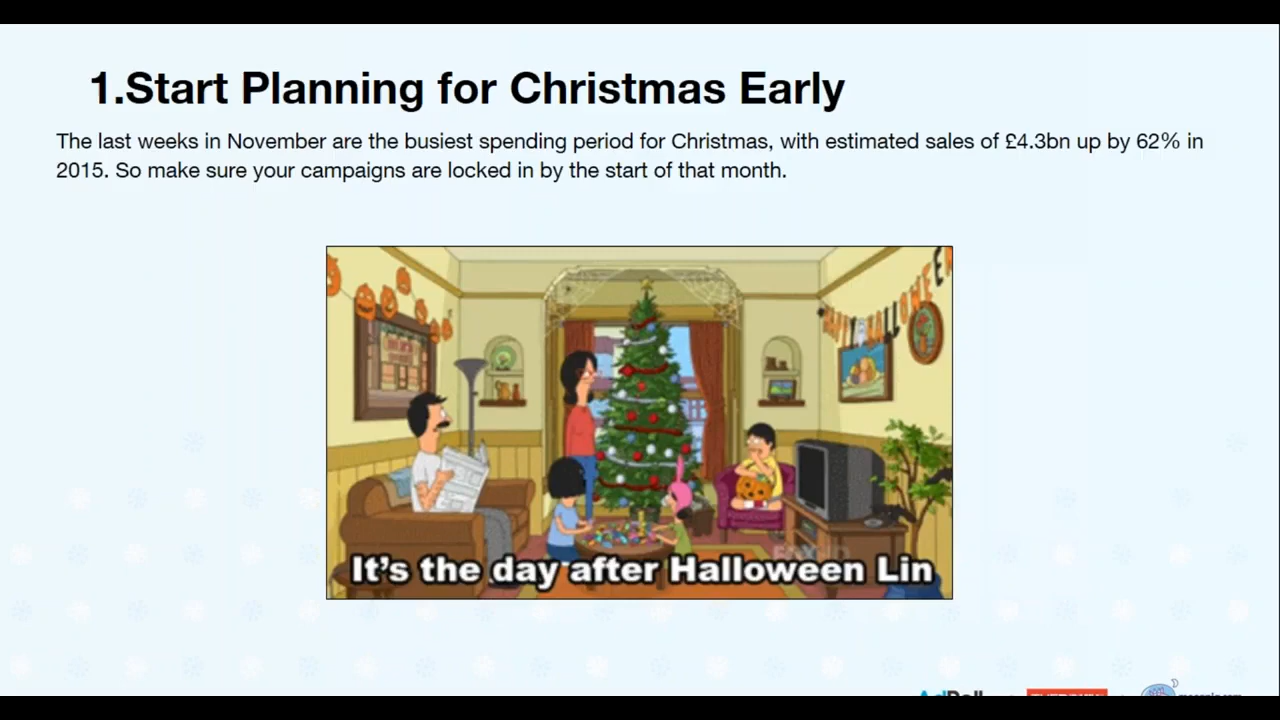 1.Start Planning for Christmas Early
The last weeks in November are the busiest spending period for Christmas, with estimated sales of £4.3bn up by 62% in
2015. So make sure your campaigns are locked in by the start of that month.
It's the day after Halloween Lin
AdRoll